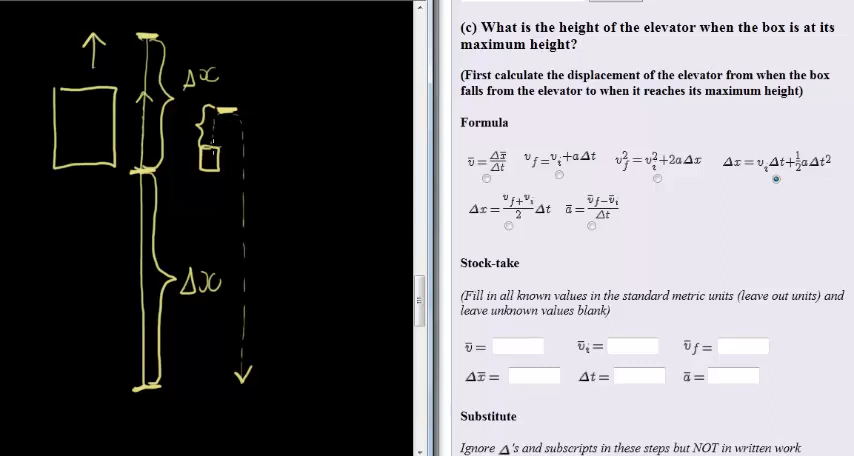 Δx
Δx
(c) What is the height of the elevator when the box is at its
maximum height?
(First calculate the displacement of the elevator from when the box
falls from the elevator to when it reaches its maximum height)
Formula
v̄ = Δx̄/Δt v_f = v_i + aΔt v_f² = v_i² + 2aΔx Δx = v_iΔt + ½aΔt²
Δx = (v_f + v_i)/2 Δt ā = (v̄_f − v̄_i)/Δt
Stock-take
(Fill in all known values in the standard metric units (leave out units) and
leave unknown values blank)
v̄ = v̄_i = v̄_f =
Δx̄ = Δt = ā =
Substitute
Ignore Δ's and subscripts in these steps but NOT in written work